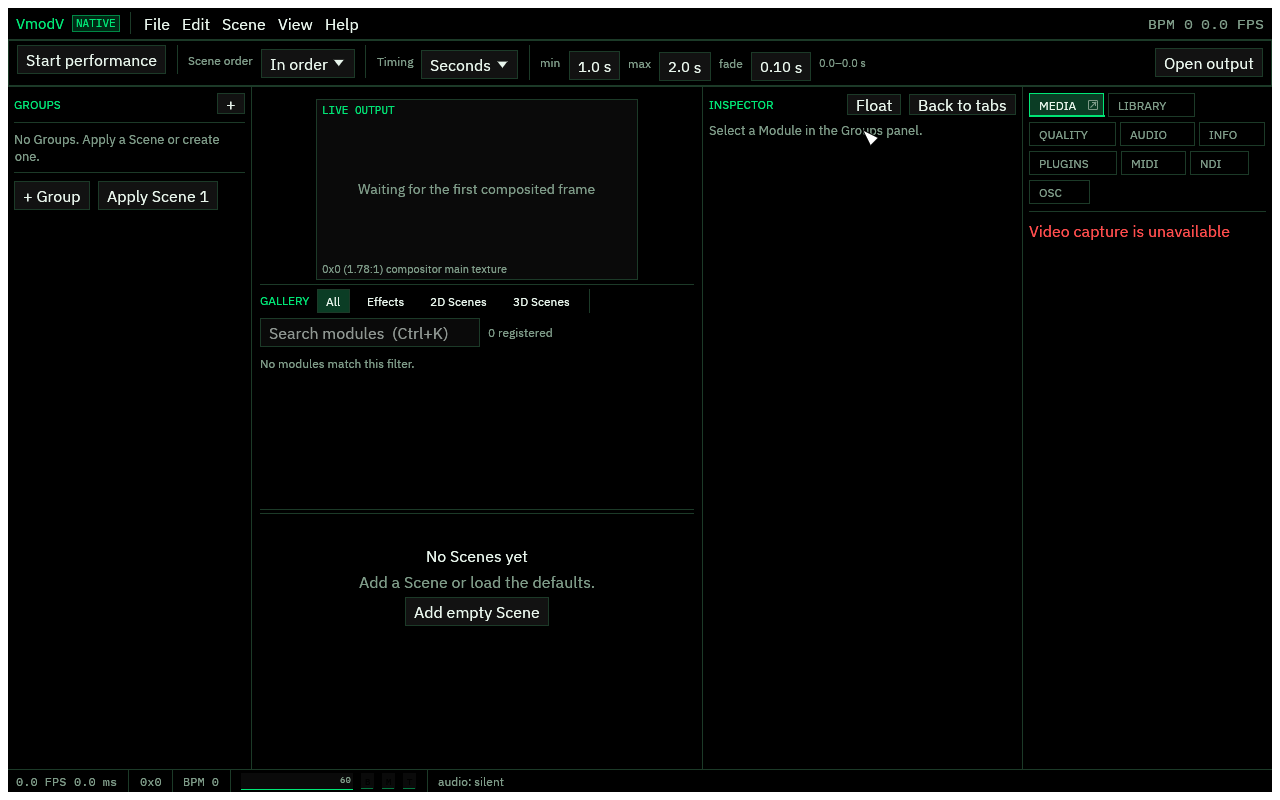 VmodV NATIVE File Edit Scene View Help BPM 0 0.0 FPS
Start performance Scene order In order Timing Seconds min 1.0 s max 2.0 s fade 0.10 s 0.0–0.0 s Open output
GROUPS +
No Groups. Apply a Scene or create
one.
+ Group Apply Scene 1
LIVE OUTPUT
Waiting for the first composited frame
0x0 (1.78:1) compositor main texture
GALLERY All Effects 2D Scenes 3D Scenes
Search modules (Ctrl+K) 0 registered
No modules match this filter.
No Scenes yet
Add a Scene or load the defaults.
Add empty Scene
INSPECTOR Float Back to tabs
Select a Module in the Groups panel.
MEDIA LIBRARY
QUALITY AUDIO INFO
PLUGINS MIDI NDI
OSC
Video capture is unavailable
0.0 FPS 0.0 ms 0x0 BPM 0 60 audio: silent